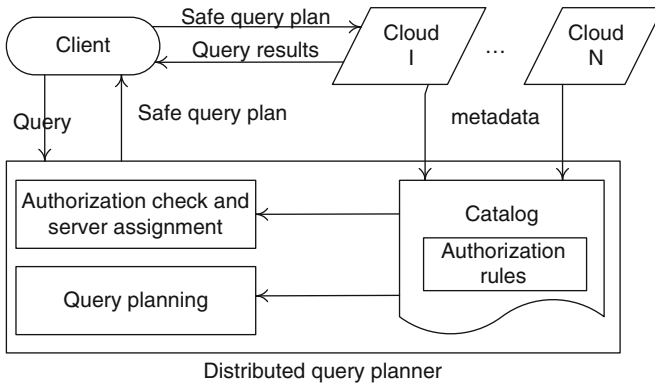 Safe query plan
Client
Query results
Cloud
I
...
Cloud
N
Query
Safe query plan
metadata
Authorization check and
server assignment
Catalog
Authorization
rules
Query planning
Distributed query planner